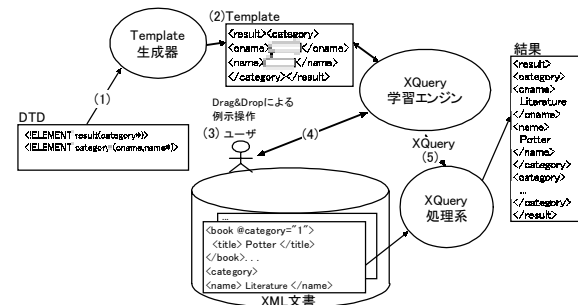 (2)Template
<result><category>
<cname> </cname>
<name> </name>
</category></result>
Template
生成器
(1)
DTD
<!ELEMENT result(category*)>
<!ELEMENT category=(cname,name*)>
Drag&Dropによる
例示操作
(3) ユーザ
(4)
XQuery
学習エンジン
XQuery
(5)
XQuery
処理系
結果
<result>
<category>
<cname>
Literature
</cname>
<name>
Potter
</name>
</category>
<category>
...
</category>
</result>
...
<book @category="1">
<title> Potter </title>
</book>...
<category>
<name> Literature </name>
XML文書